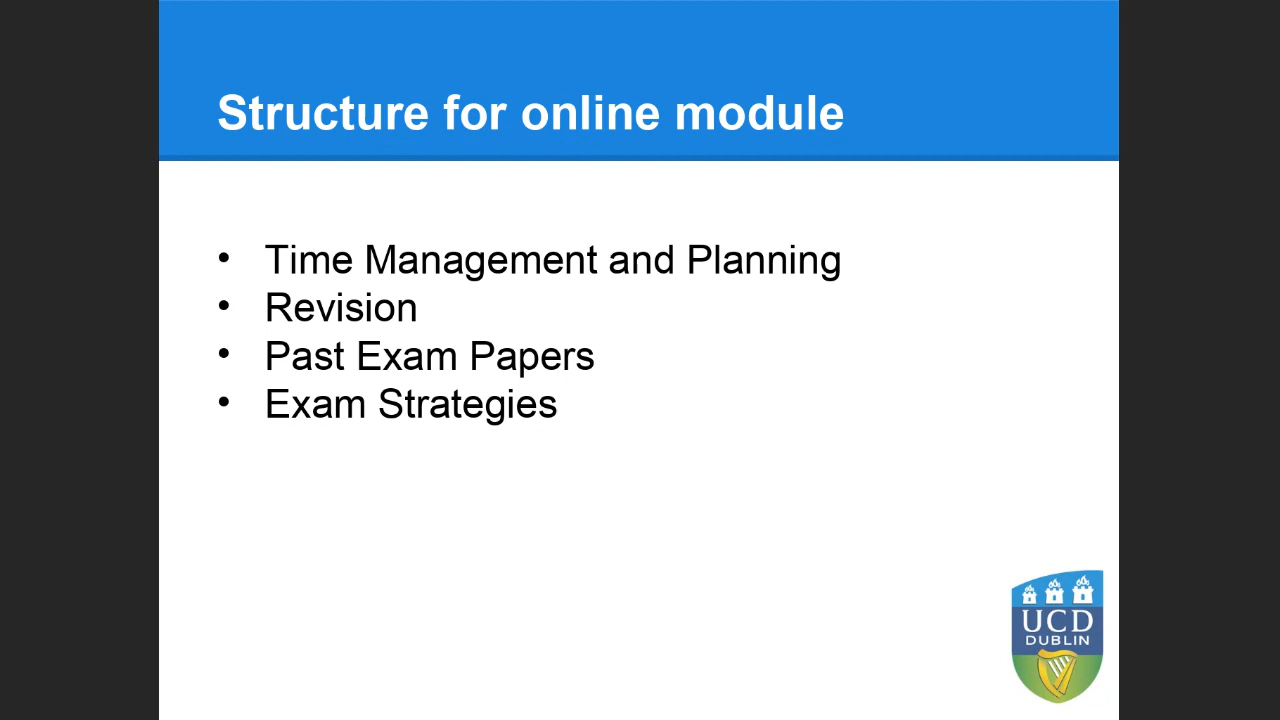 Structure for online module
• Time Management and Planning
• Revision
• Past Exam Papers
• Exam Strategies
UCD
DUBLIN